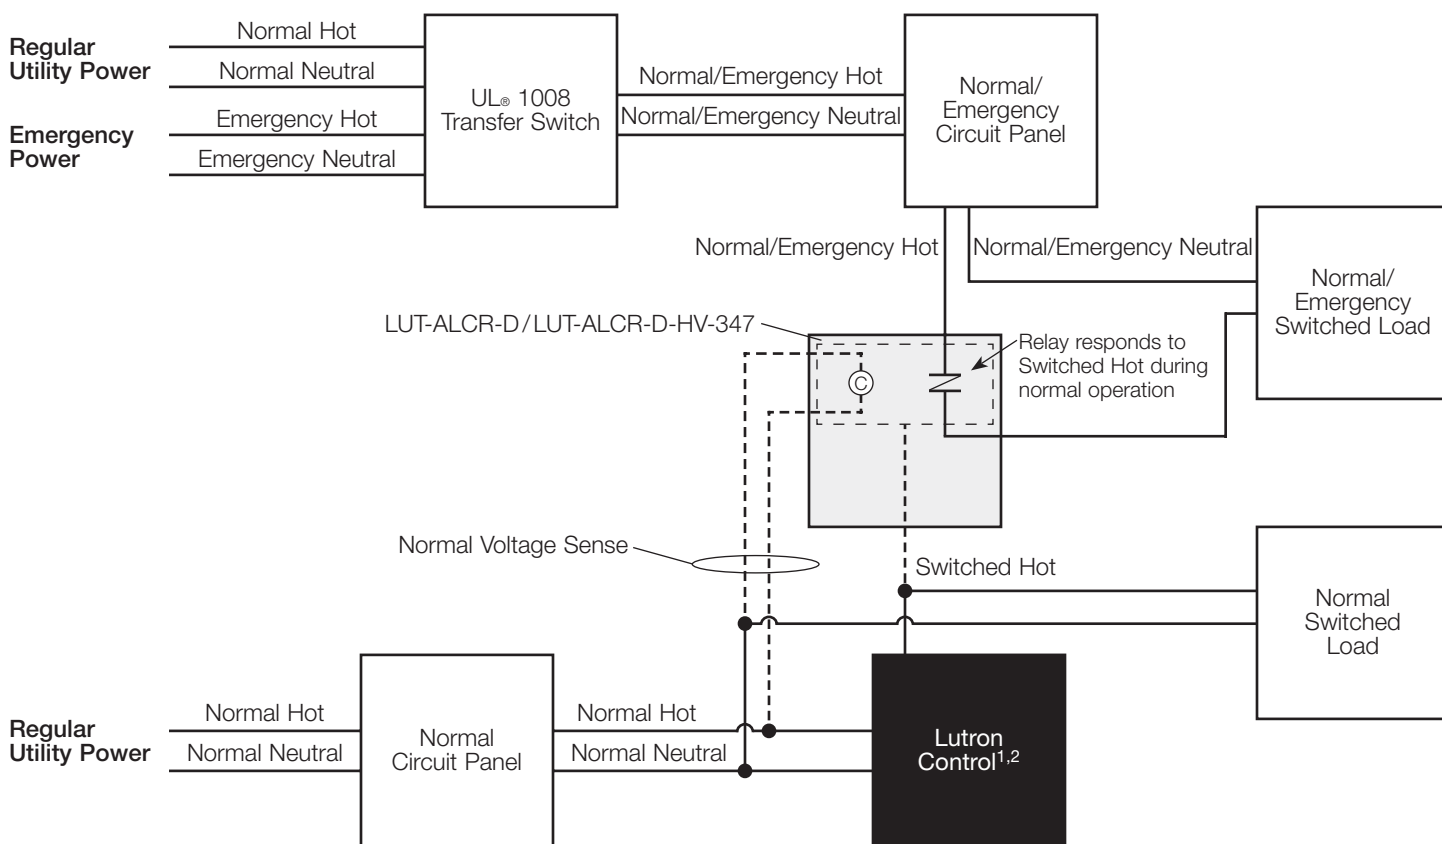 Regular
Utility Power
Normal Hot
Normal Neutral
Emergency
Power
Emergency Hot
Emergency Neutral
UL® 1008
Transfer Switch
Normal/Emergency Hot
Normal/Emergency Neutral
Normal/
Emergency
Circuit Panel
Normal/Emergency Hot
Normal/Emergency Neutral
Normal/
Emergency
Switched Load
LUT-ALCR-D/LUT-ALCR-D-HV-347
C
Relay responds to
Switched Hot during
normal operation
Normal Voltage Sense
Switched Hot
Normal
Switched
Load
Regular
Utility Power
Normal Hot
Normal Neutral
Normal
Circuit Panel
Normal Hot
Normal Neutral
Lutron
Control1,2